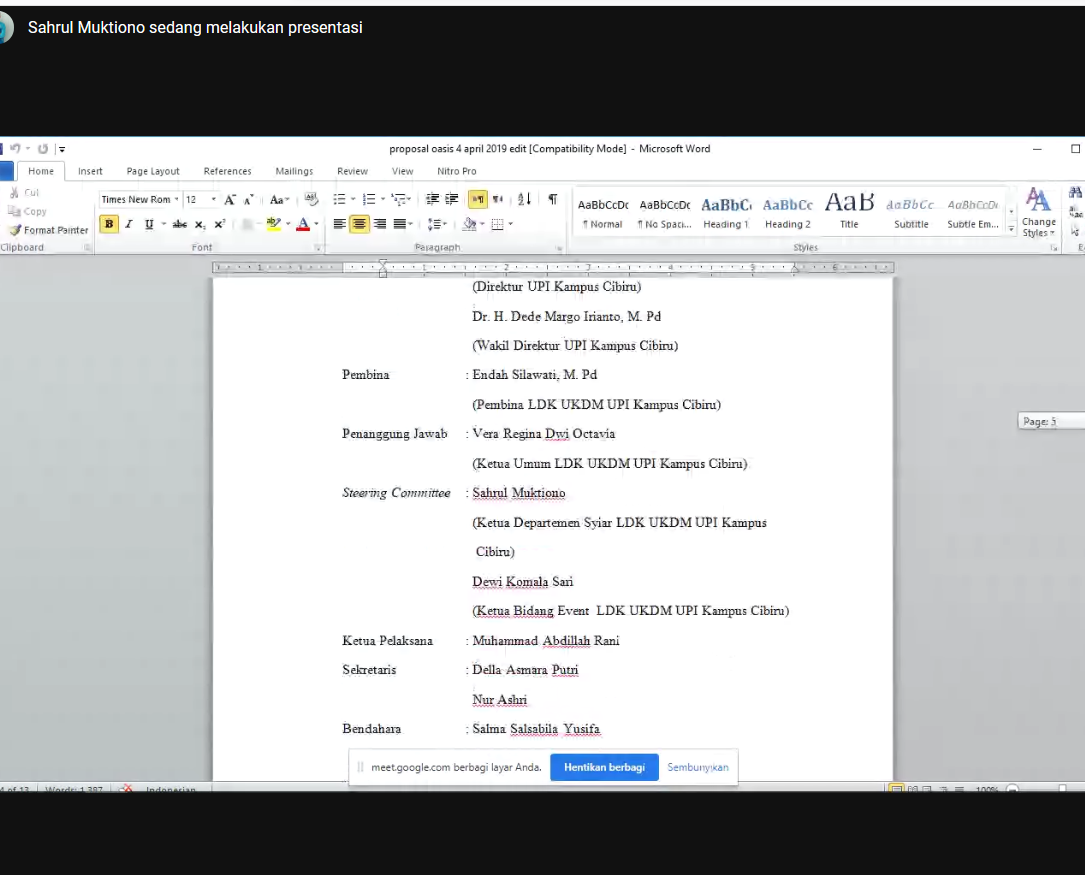 Sahrul Muktiono sedang melakukan presentasi
proposal oasis 4 april 2019 edit [Compatibility Mode] - Microsoft Word
Home Insert Page Layout References Mailings Review View Nitro Pro
Cut
Copy
Format Painter
Clipboard
Times New Rom 12
Font
Paragraph
AaBbCcDc AaBbCcDc AaBbC AaBbCc AaB AaBbCc AaBbCcDi
¶ Normal ¶ No Spaci... Heading 1 Heading 2 Title Subtitle Subtle Em...
Change
Styles
Styles
(Direktur UPI Kampus Cibiru)
Dr. H. Dede Margo Irianto, M. Pd
(Wakil Direktur UPI Kampus Cibiru)
Pembina : Endah Silawati, M. Pd
(Pembina LDK UKDM UPI Kampus Cibiru)
Page: 5
Penanggung Jawab : Vera Regina Dwi Octavia
(Ketua Umum LDK UKDM UPI Kampus Cibiru)
Steering Committee : Sahrul Muktiono
(Ketua Departemen Syiar LDK UKDM UPI Kampus
Cibiru)
Dewi Komala Sari
(Ketua Bidang Event LDK UKDM UPI Kampus Cibiru)
Ketua Pelaksana : Muhammad Abdillah Rani
Sekretaris : Della Asmara Putri
Nur Ashri
Bendahara : Salma Salsabila Yusifa
meet.google.com berbagi layar Anda. Hentikan berbagi Sembunyikan
4 of 13 Words: 1,387 Indonesian 100%